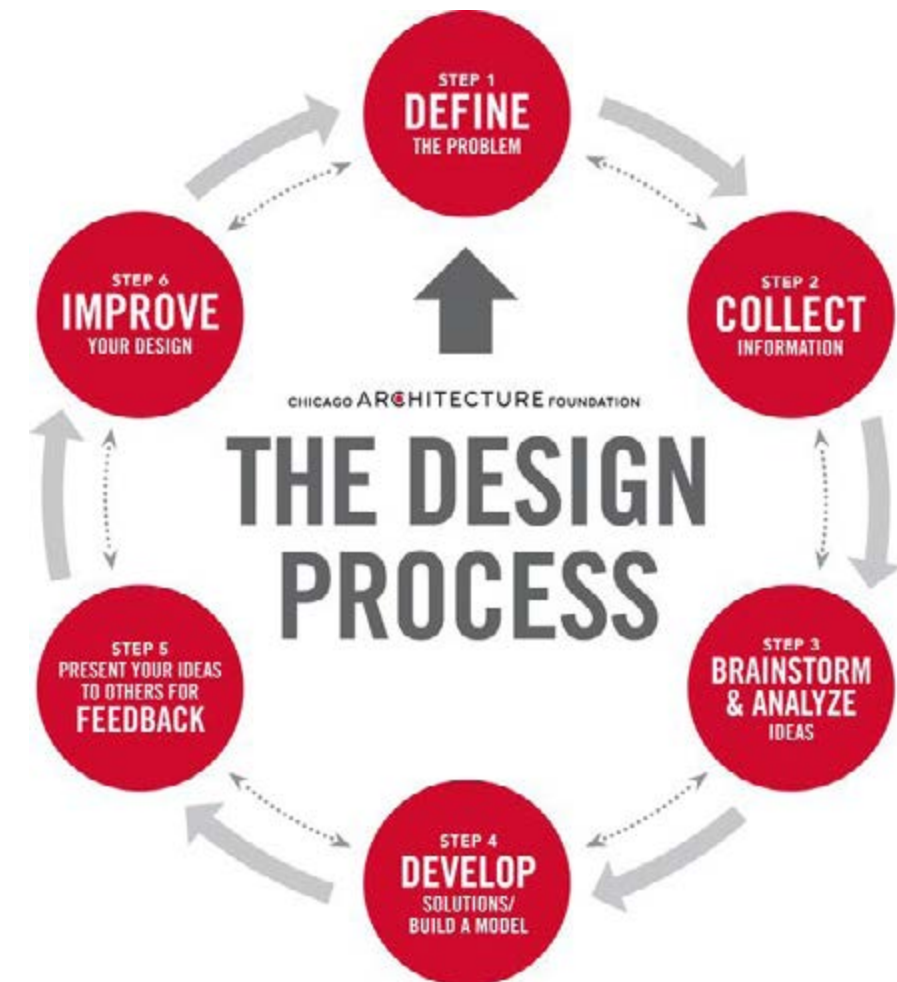 STEP 1
DEFINE
THE PROBLEM
STEP 2
COLLECT
INFORMATION
STEP 3
BRAINSTORM
& ANALYZE
IDEAS
STEP 4
DEVELOP
SOLUTIONS/
BUILD A MODEL
STEP 5
PRESENT YOUR IDEAS
TO OTHERS FOR
FEEDBACK
STEP 6
IMPROVE
YOUR DESIGN
CHICAGO ARCHITECTURE FOUNDATION
THE DESIGN
PROCESS